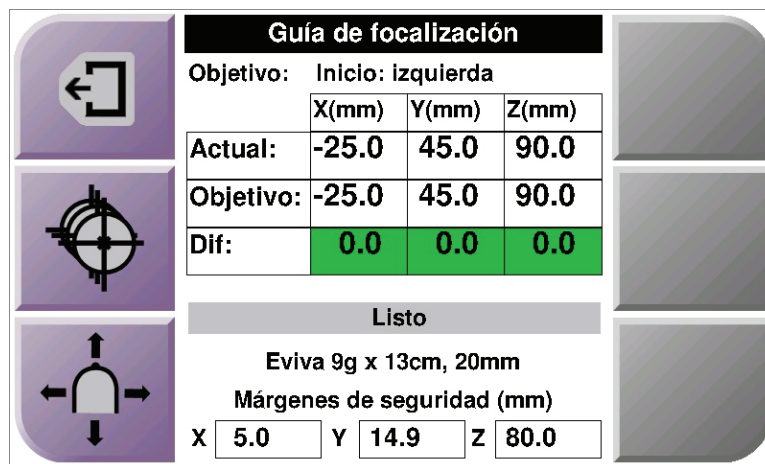 Guía de focalización
Objetivo: Inicio: izquierda
X(mm) Y(mm) Z(mm)
Actual: -25.0 45.0 90.0
Objetivo: -25.0 45.0 90.0
Dif: 0.0 0.0 0.0
Listo
Eviva 9g x 13cm, 20mm
Márgenes de seguridad (mm)
X 5.0 Y 14.9 Z 80.0